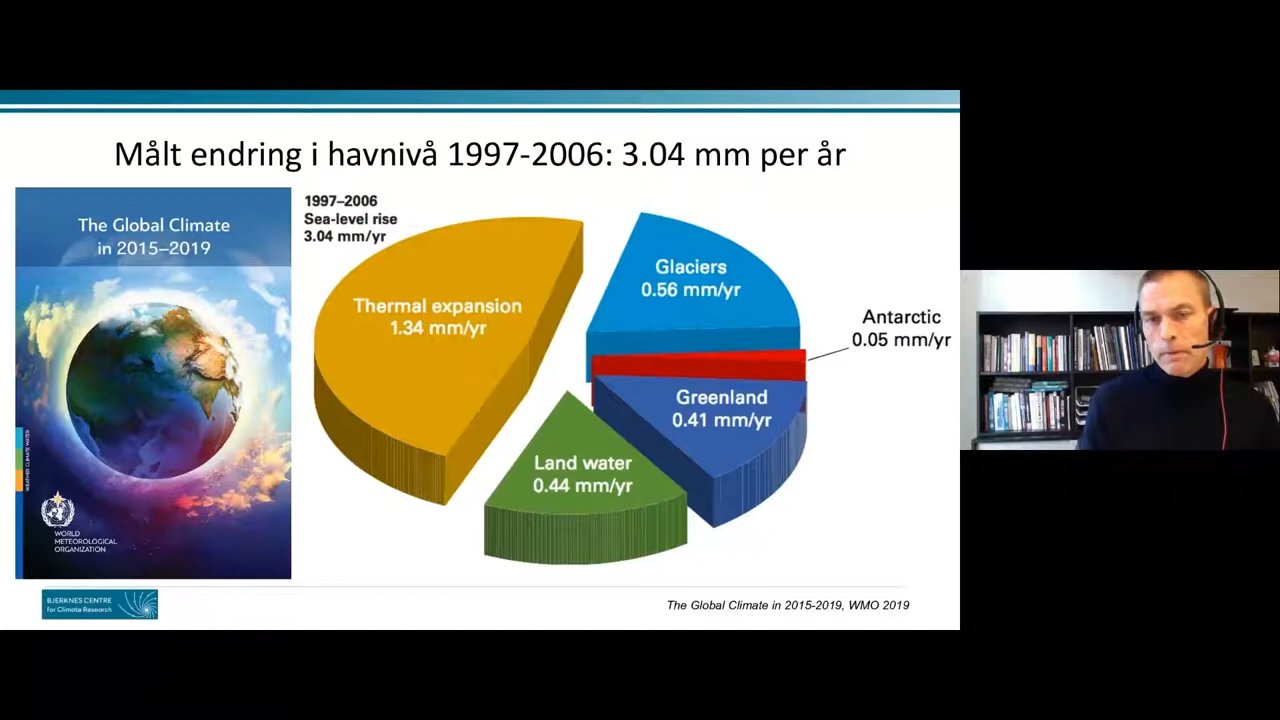 Målt endring i havnivå 1997-2006: 3.04 mm per år
The Global Climate
in 2015–2019
WEATHER CLIMATE WATER
WORLD
METEOROLOGICAL
ORGANIZATION
1997–2006
Sea-level rise
3.04 mm/yr
Thermal expansion
1.34 mm/yr
Glaciers
0.56 mm/yr
Antarctic
0.05 mm/yr
Greenland
0.41 mm/yr
Land water
0.44 mm/yr
BJERKNES CENTRE
for Climate Research
The Global Climate in 2015-2019, WMO 2019